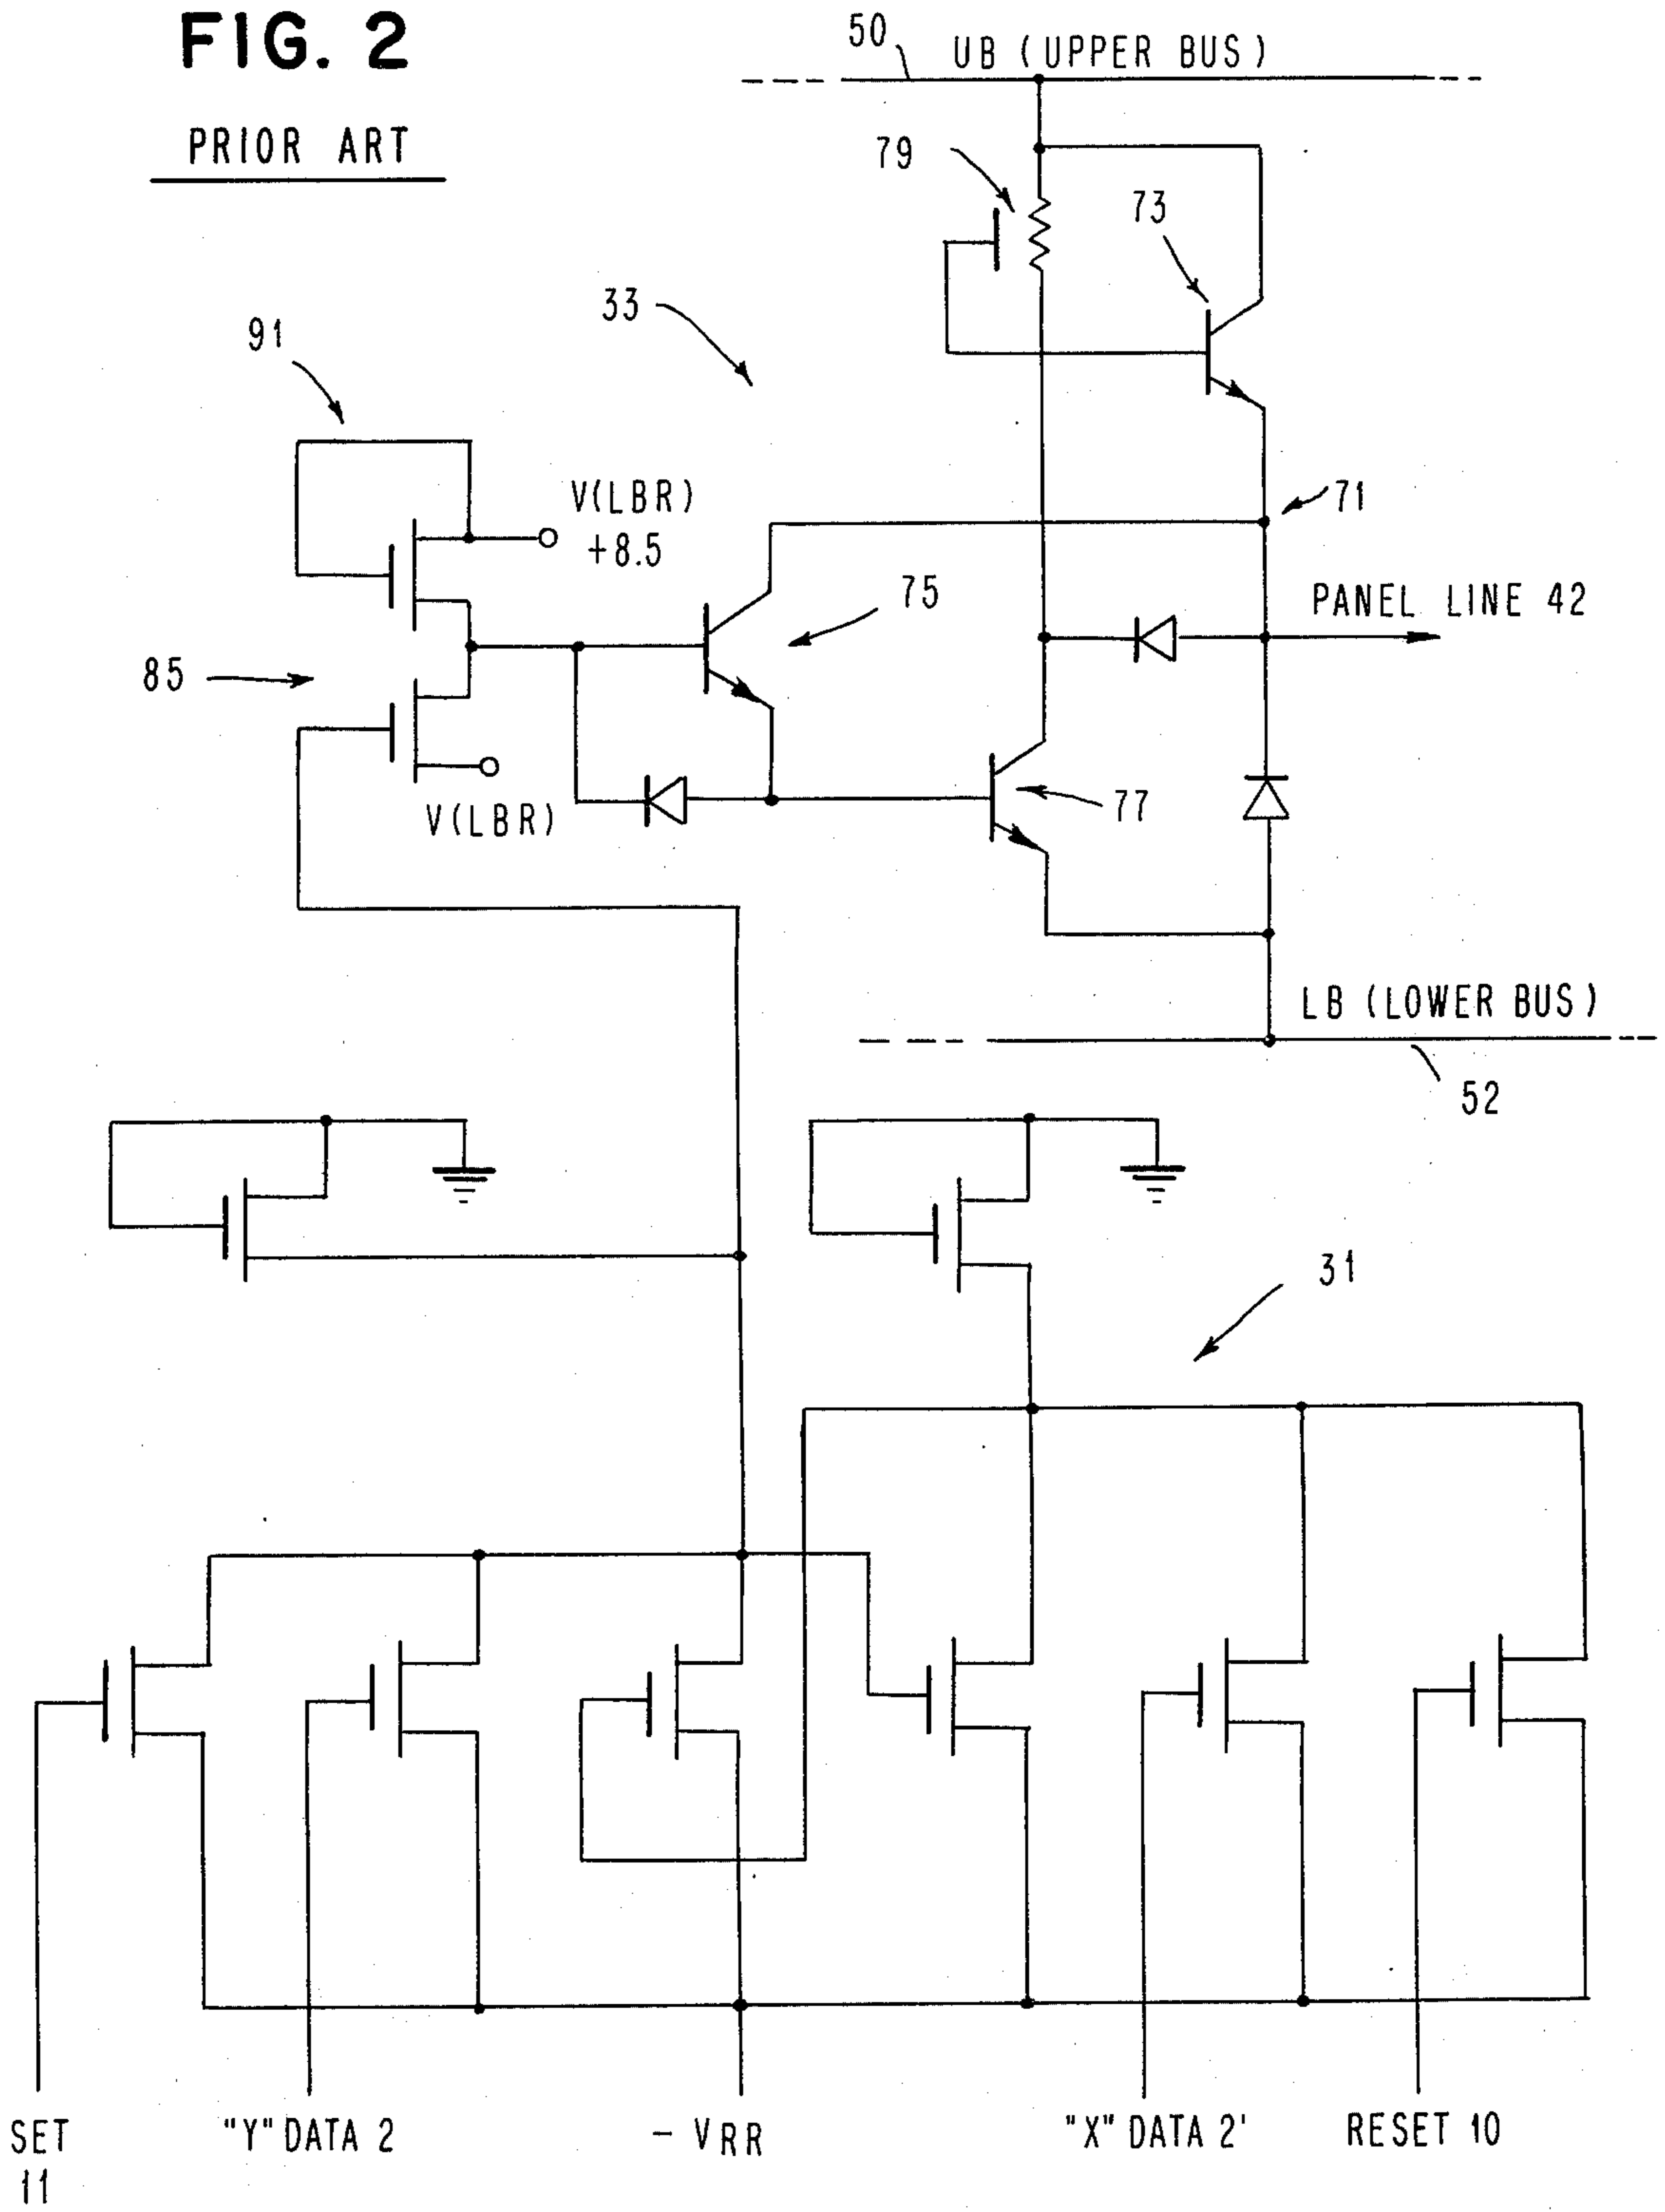 FIG. 2
PRIOR ART
50
UB (UPPER BUS)
79
73
33
91
V(LBR)
+8.5
71
75
PANEL LINE 42
85
V(LBR)
77
LB (LOWER BUS)
52
31
SET
11
"Y" DATA 2
- VRR
"X" DATA 2'
RESET 10